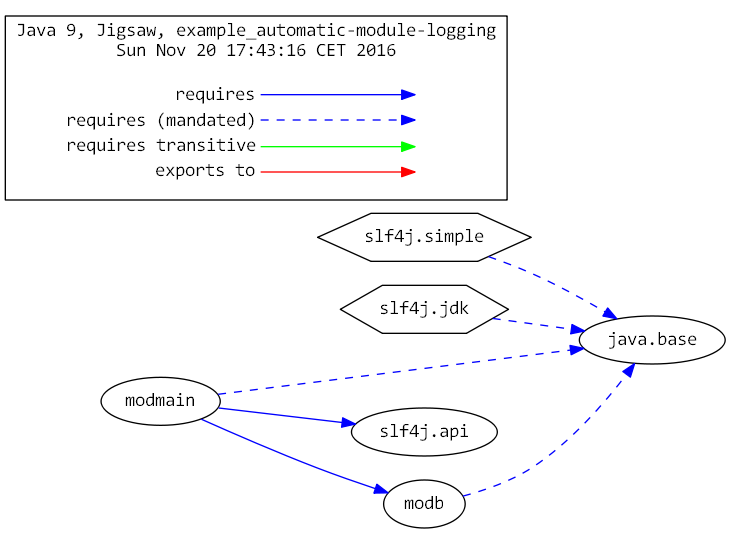 Java 9, Jigsaw, example_automatic-module-logging
Sun Nov 20 17:43:16 CET 2016
requires
requires (mandated)
requires transitive
exports to
slf4j.simple
slf4j.jdk
java.base
modmain
slf4j.api
modb